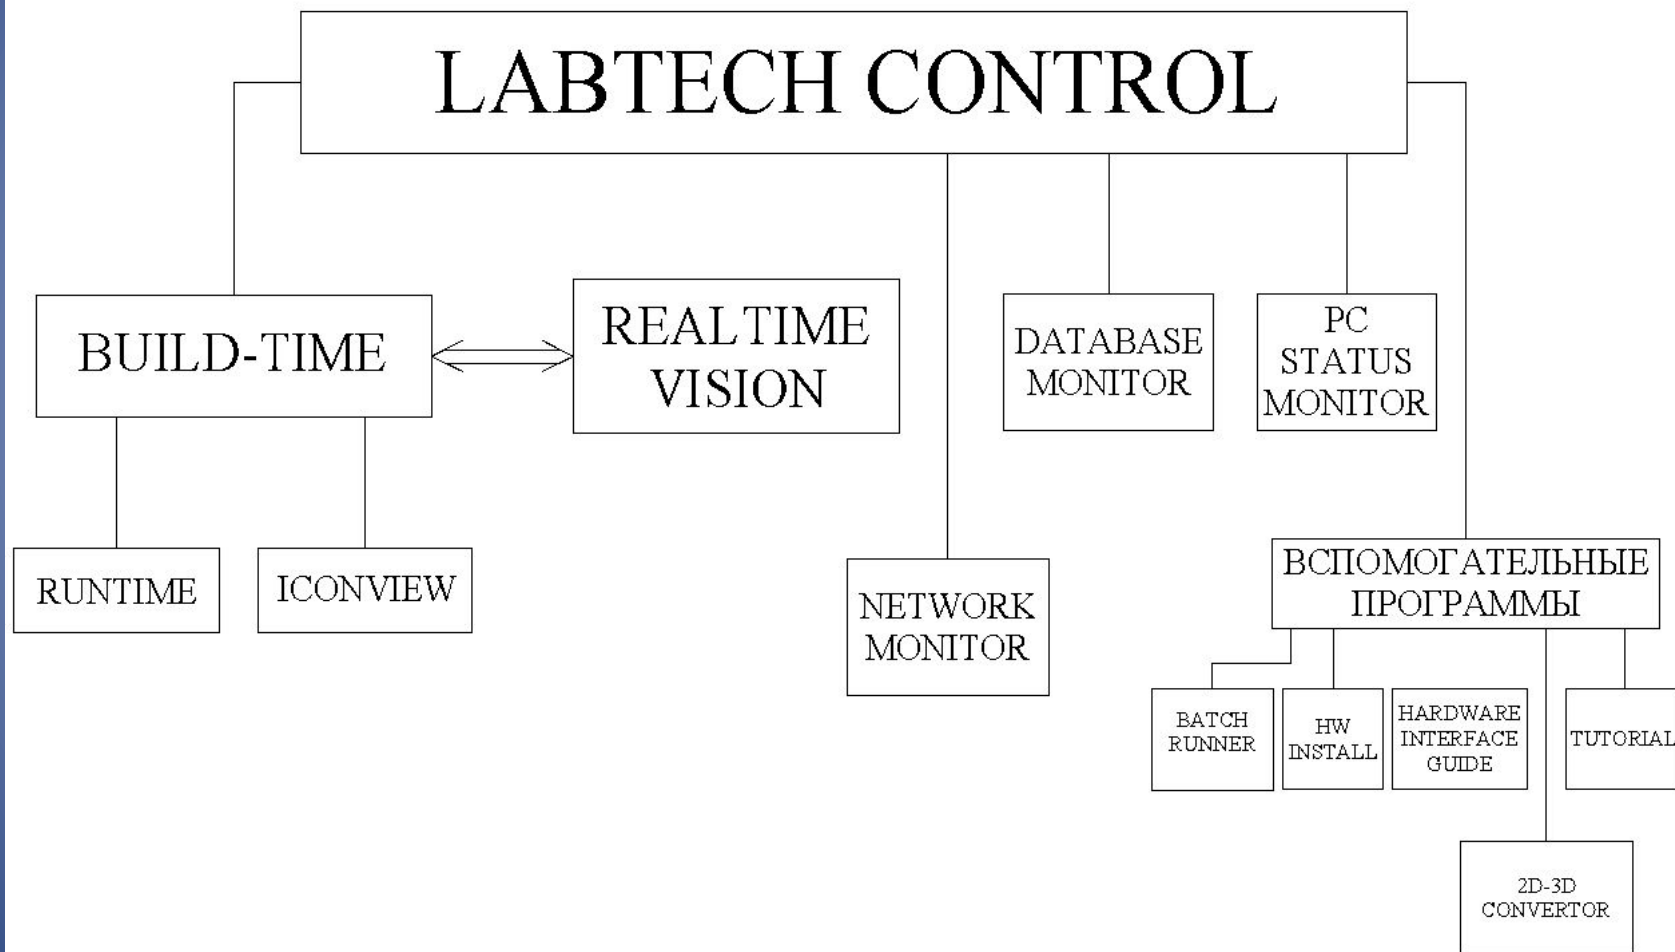 LABTECH CONTROL
BUILD-TIME
REALTIME
VISION
DATABASE
MONITOR
PC
STATUS
MONITOR
RUNTIME
ICONVIEW
NETWORK
MONITOR
ВСПОМОГАТЕЛЬНЫЕ
ПРОГРАММЫ
BATCH
RUNNER
HW
INSTALL
HARDWARE
INTERFACE
GUIDE
TUTORIAL
2D-3D
CONVERTOR